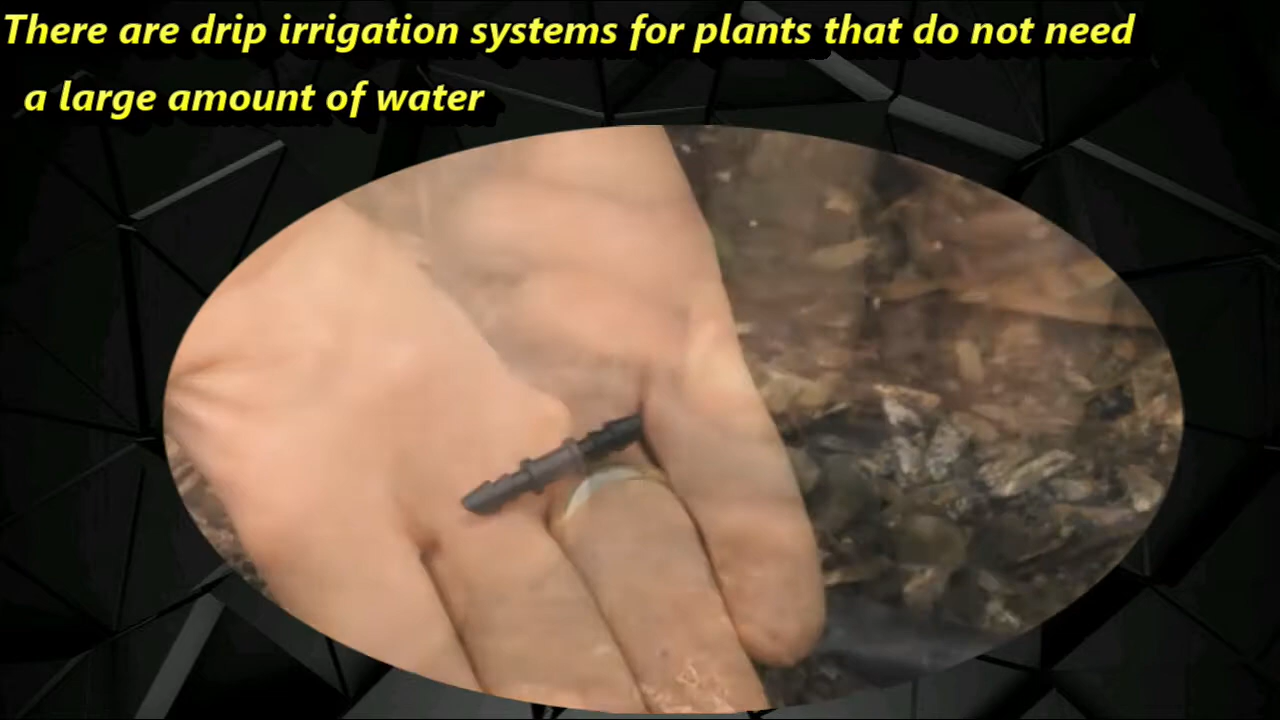 There are drip irrigation systems for plants that do not need
a large amount of water